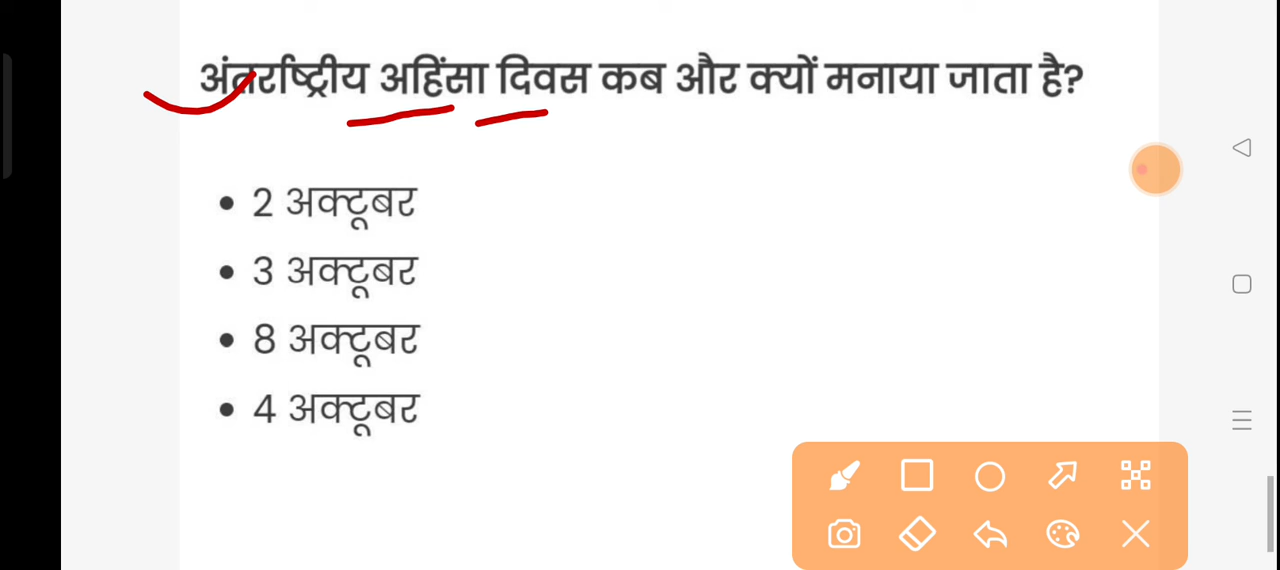 अंतर्राष्ट्रीय अहिंसा दिवस कब और क्यों मनाया जाता है?
• 2 अक्टूबर
• 3 अक्टूबर
• 8 अक्टूबर
• 4 अक्टूबर